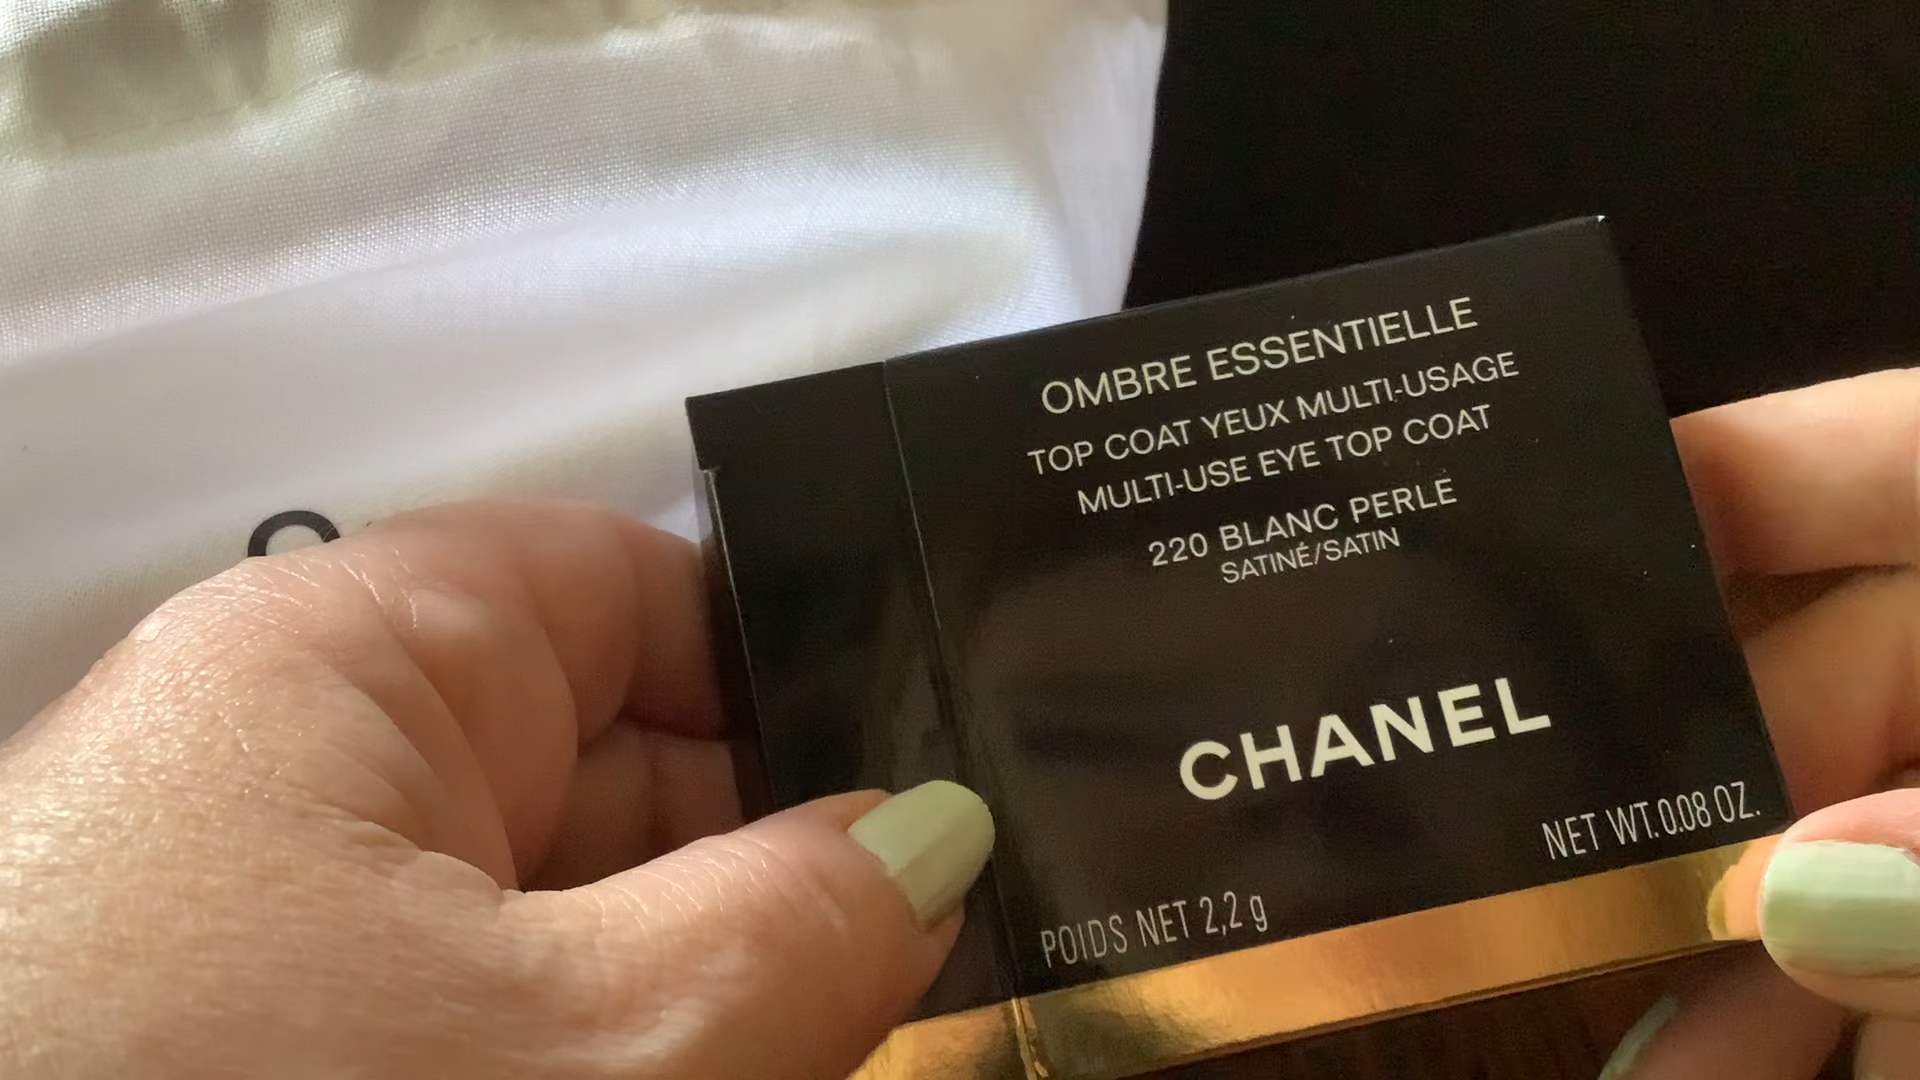 OMBRE ESSENTIELLE
TOP COAT YEUX MULTI-USAGE
MULTI-USE EYE TOP COAT
220 BLANC PERLE
SATINÉ/SATIN
CHANEL
NET WT. 0.08 OZ.
POIDS NET 2,2 g